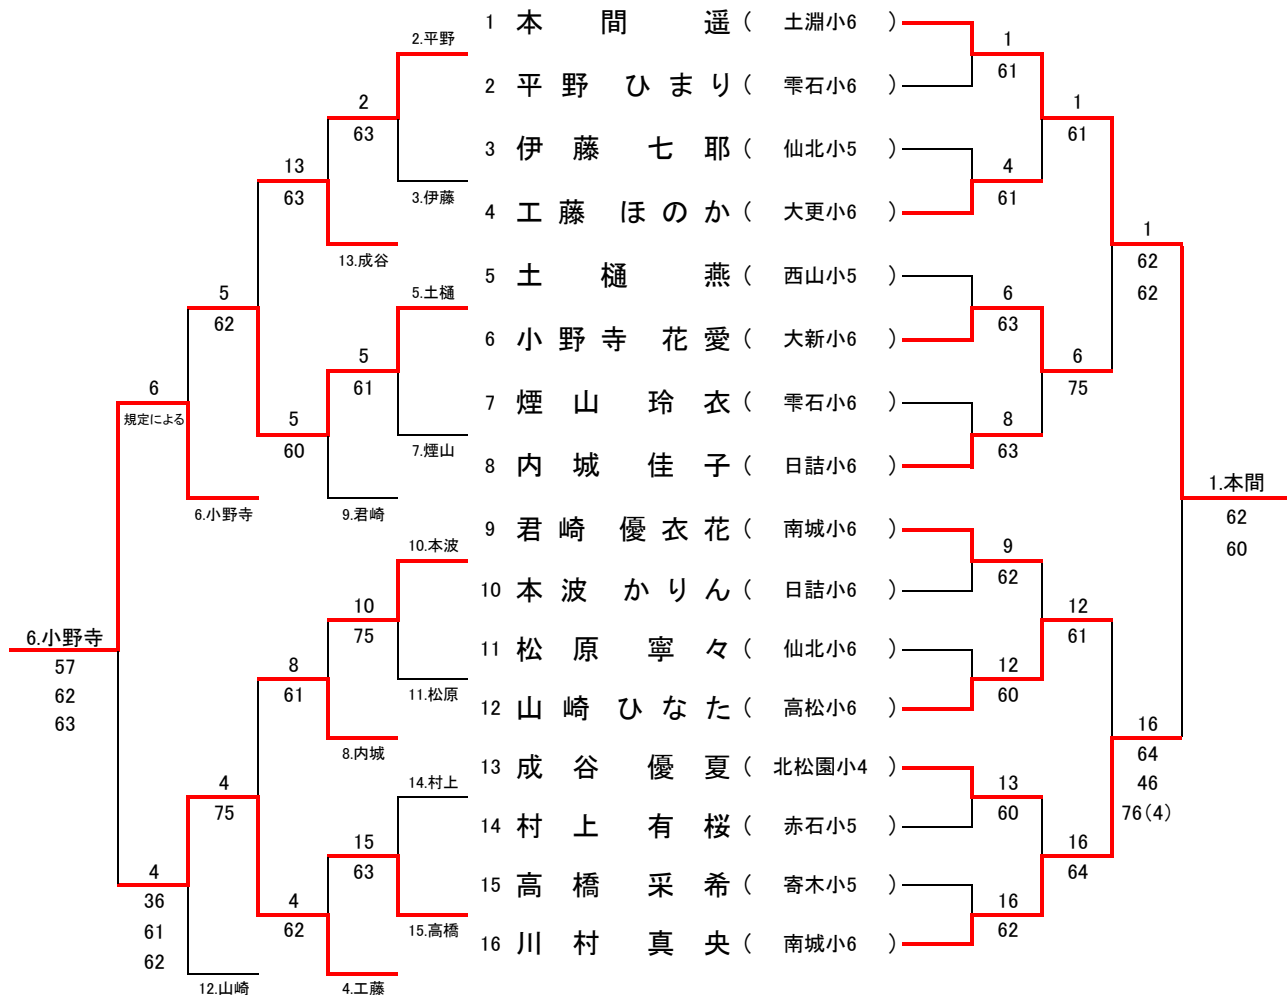 1 本間 遥 ( 土淵小6 )
2 平野 ひまり ( 雫石小6 )
3 伊藤 七耶 ( 仙北小5 )
4 工藤 ほのか ( 大更小6 )
5 土樋 燕 ( 西山小5 )
6 小野寺 花愛 ( 大新小6 )
7 煙山 玲衣 ( 雫石小6 )
8 内城 佳子 ( 日詰小6 )
9 君崎 優衣花 ( 南城小6 )
10 本波 かりん ( 日詰小6 )
11 松原 寧々 ( 仙北小6 )
12 山崎 ひなた ( 高松小6 )
13 成谷 優夏 ( 北松園小4 )
14 村上 有桜 ( 赤石小5 )
15 高橋 采希 ( 寄木小5 )
16 川村 真央 ( 南城小6 )
1
61
4
61
6
63
8
63
9
62
12
60
13
60
16
62
1
61
6
75
12
61
16
64
1
62
62
16
64
46
76(4)
1.本間
62
60
2.平野
3.伊藤
5.土樋
7.煙山
10.本波
11.松原
14.村上
15.高橋
2
63
13.成谷
5
61
9.君崎
10
75
8.内城
15
63
4.工藤
13
63
5
60
8
61
4
62
5
62
6.小野寺
4
75
12.山崎
6
規定による
4
36
61
62
6.小野寺
57
62
63